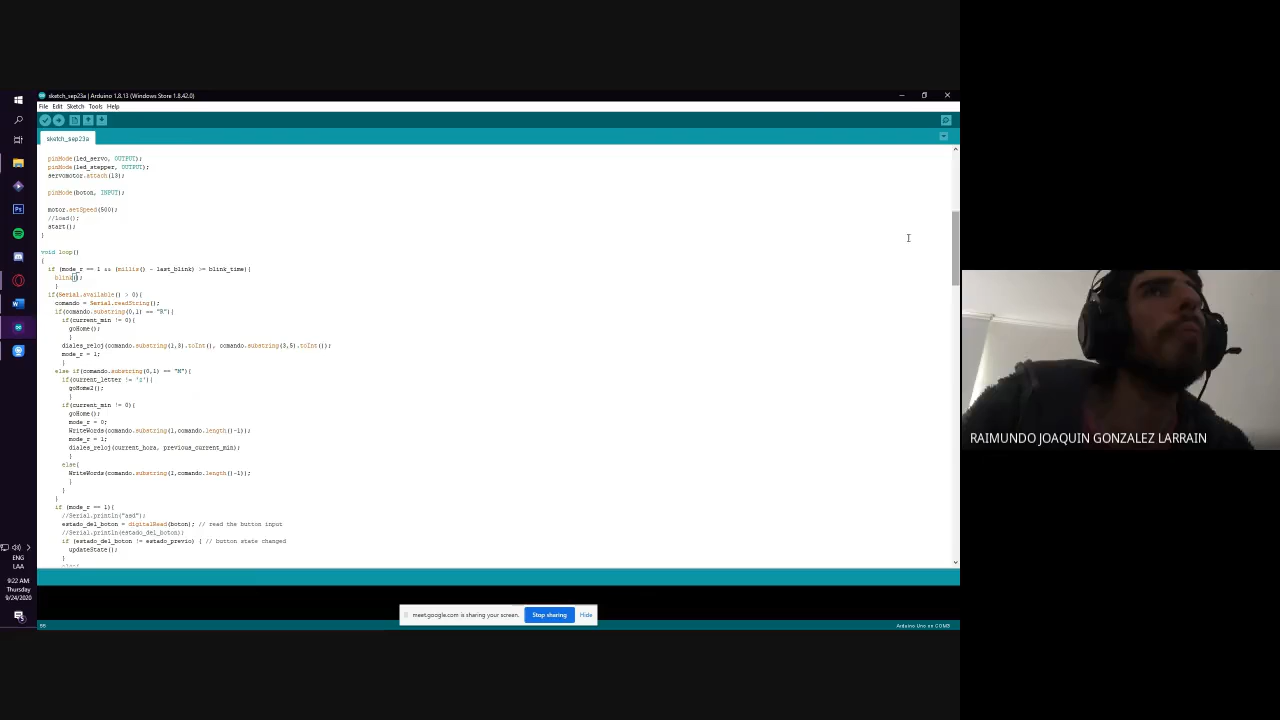 sketch_sep23a | Arduino 1.8.13 (Windows Store 1.8.42.0)
File Edit Sketch Tools Help
sketch_sep23a
pinMode(led_servo, OUTPUT);
pinMode(led_stepper, OUTPUT);
servomotor.attach(13);
pinMode(boton, INPUT);
motor.setSpeed(500);
//load();
start();
}
void loop()
{
if (mode_r == 1 && (millis() - last_blink) >= blink_time){
blink();
}
if(Serial.available() > 0){
comando = Serial.readString();
if(comando.substring(0,1) == "R"){
if(current_min != 0){
goHome();
}
diales_reloj(comando.substring(1,3).toInt(), comando.substring(3,5).toInt());
mode_r = 1;
}
else if(comando.substring(0,1) == "M"){
if(current_letter != 'z'){
goHome2();
}
if(current_min != 0){
goHome();
mode_r = 0;
WriteWords(comando.substring(1,comando.length()-1));
mode_r = 1;
diales_reloj(current_hora, previous_current_min);
}
else{
WriteWords(comando.substring(1,comando.length()-1));
}
}
}
if (mode_r == 1){
//Serial.println("asd");
estado_del_boton = digitalRead(boton); // read the button input
//Serial.println(estado_del_boton);
if (estado_del_boton != estado_previo) { // button state changed
updateState();
}
RAIMUNDO JOAQUIN GONZALEZ LARRAIN
ENG
LAA
9:22 AM
Thursday
9/24/2020
meet.google.com is sharing your screen. Stop sharing Hide
55 Arduino Uno on COM3